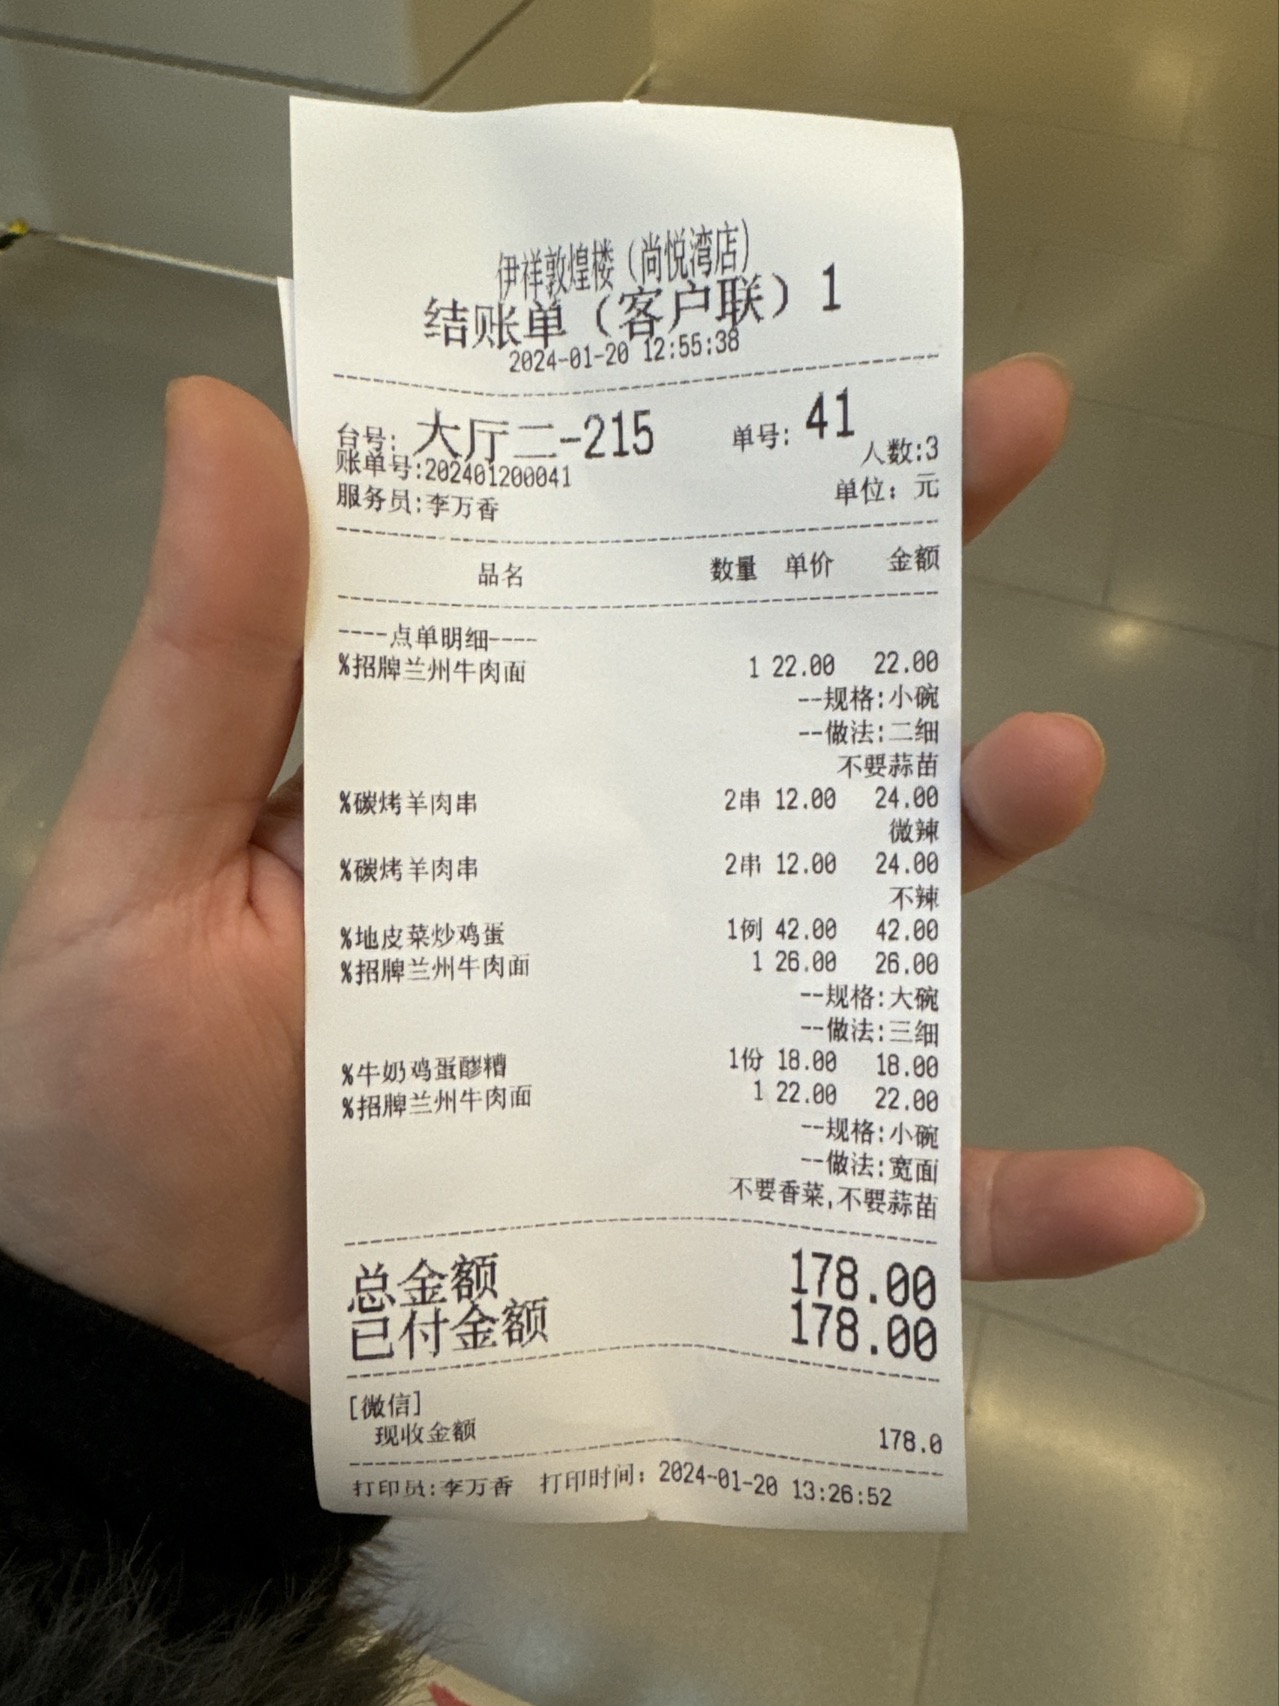 伊祥敦煌楼（尚悦湾店）
结账单（客户联）1
2024-01-20 12:55:38
台号: 大厅二-215 单号: 41
账单号:202401200041 人数:3
服务员:李万香 单位: 元
品名 数量 单价 金额
----点单明细----
%招牌兰州牛肉面 1 22.00 22.00
--规格:小碗
--做法:二细
不要蒜苗
%碳烤羊肉串 2串 12.00 24.00
微辣
%碳烤羊肉串 2串 12.00 24.00
不辣
%地皮菜炒鸡蛋 1例 42.00 42.00
%招牌兰州牛肉面 1 26.00 26.00
--规格:大碗
--做法:三细
%牛奶鸡蛋醪糟 1份 18.00 18.00
%招牌兰州牛肉面 1 22.00 22.00
--规格:小碗
--做法:宽面
不要香菜,不要蒜苗
总金额 178.00
已付金额 178.00
[微信]
现收金额 178.0
打印员:李万香 打印时间: 2024-01-20 13:26:52